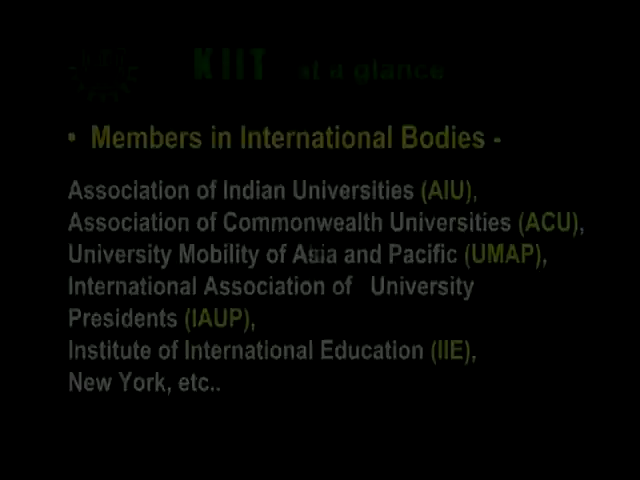 KIIT at a glance
• Members in International Bodies -
Association of Indian Universities (AIU),
Association of Commonwealth Universities (ACU),
University Mobility of Asia and Pacific (UMAP),
International Association of University
Presidents (IAUP),
Institute of International Education (IIE),
New York, etc..